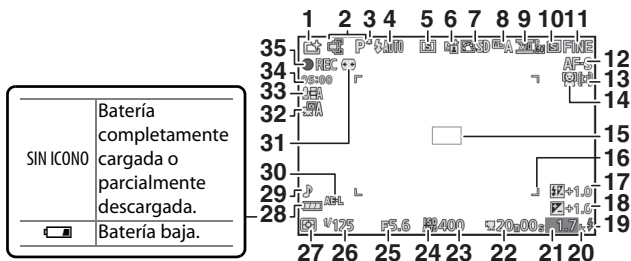 1 2 3 4 5 6 7 8 9 10 11
P* AUTO SD A FINE
35 REC AF-S 12
34 13
33 A 14
32 A
31 15
SIN ICONO Batería completamente cargada o parcialmente descargada.
Batería baja.
30 AE-L 16
29 +1.0 17
28 +1.0 18
1/125 F5.6 ISO 400 20m00s 1.7 19
27 26 25 24 23 22 21 20